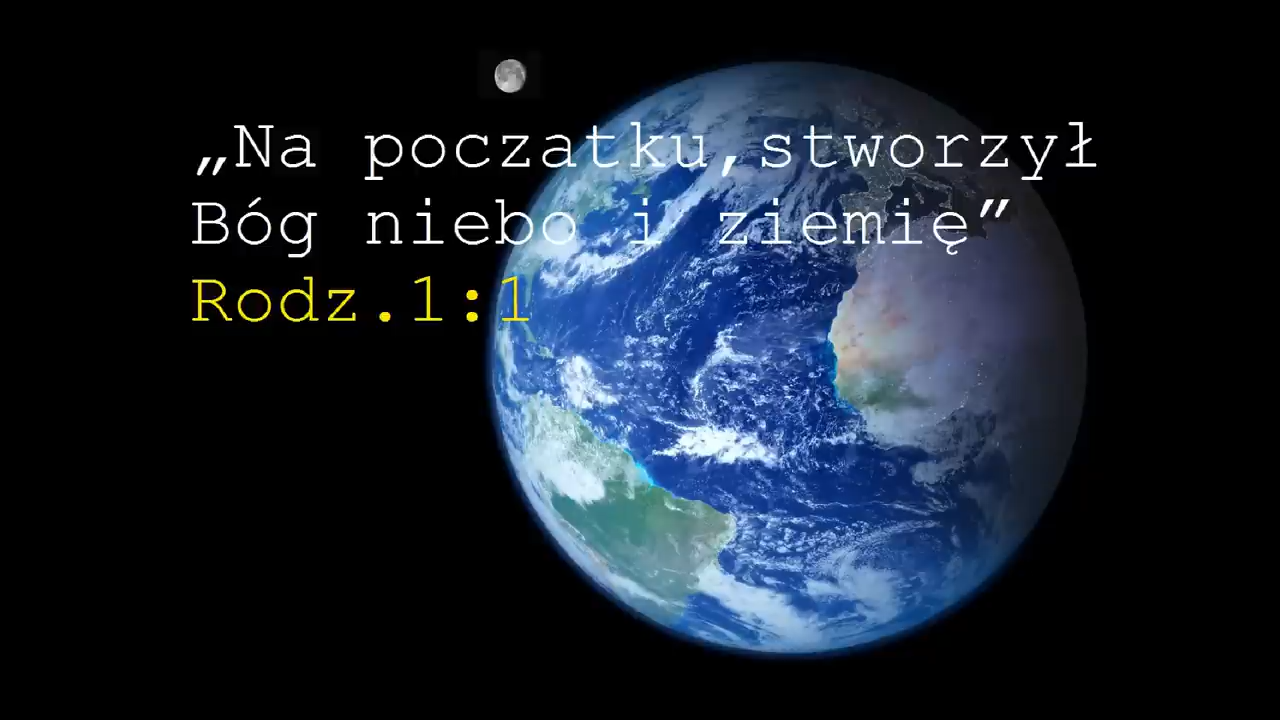 „Na poczatku,stworzył
Bóg niebo i ziemię”
Rodz.1:1